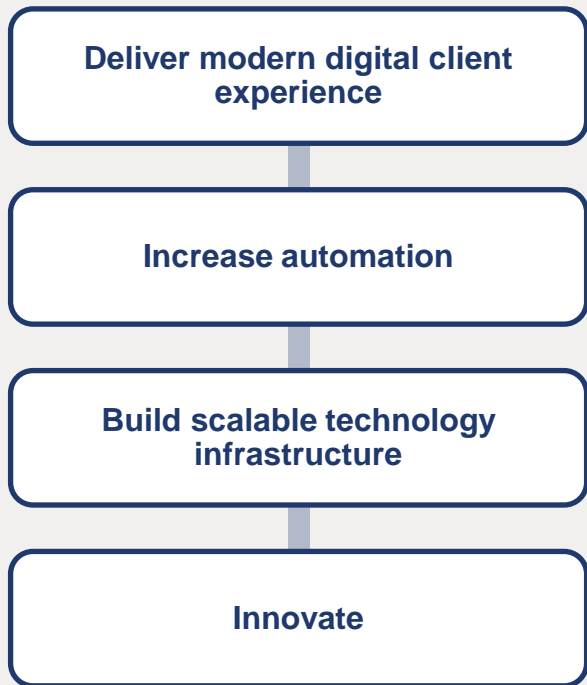 Deliver modern digital client
experience
Increase automation
Build scalable technology
infrastructure
Innovate